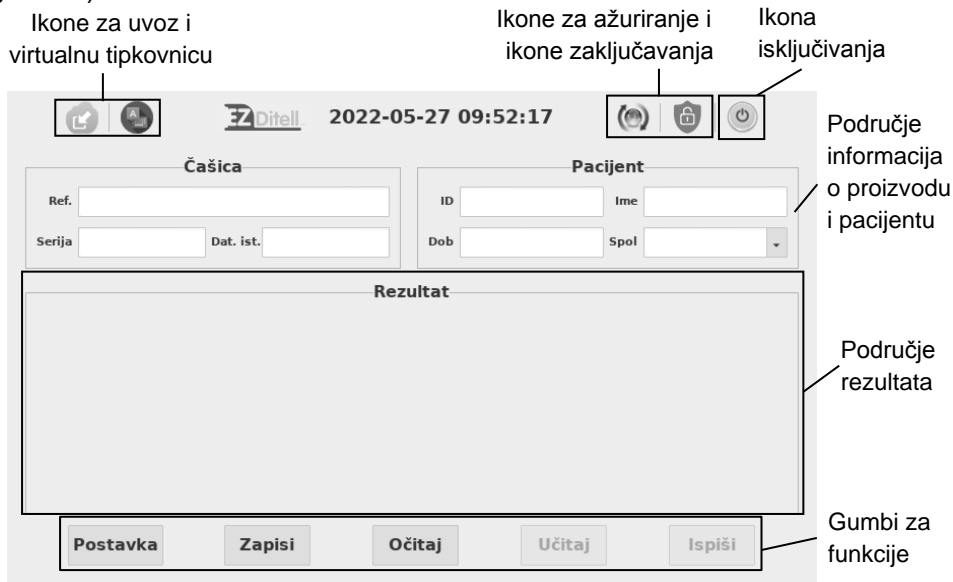 Ikone za uvoz i
virtualnu tipkovnicu
Ikone za ažuriranje i
ikone zaključavanja
Ikona
isključivanja
EZ Ditell
2022-05-27 09:52:17
Čašica
Pacijent
Ref.
ID
Ime
Serija
Dat. ist.
Dob
Spol
Područje
informacija
o proizvodu
i pacijentu
Rezultat
Područje
rezultata
Postavka
Zapisi
Očitaj
Učitaj
Ispiši
Gumbi za
funkcije